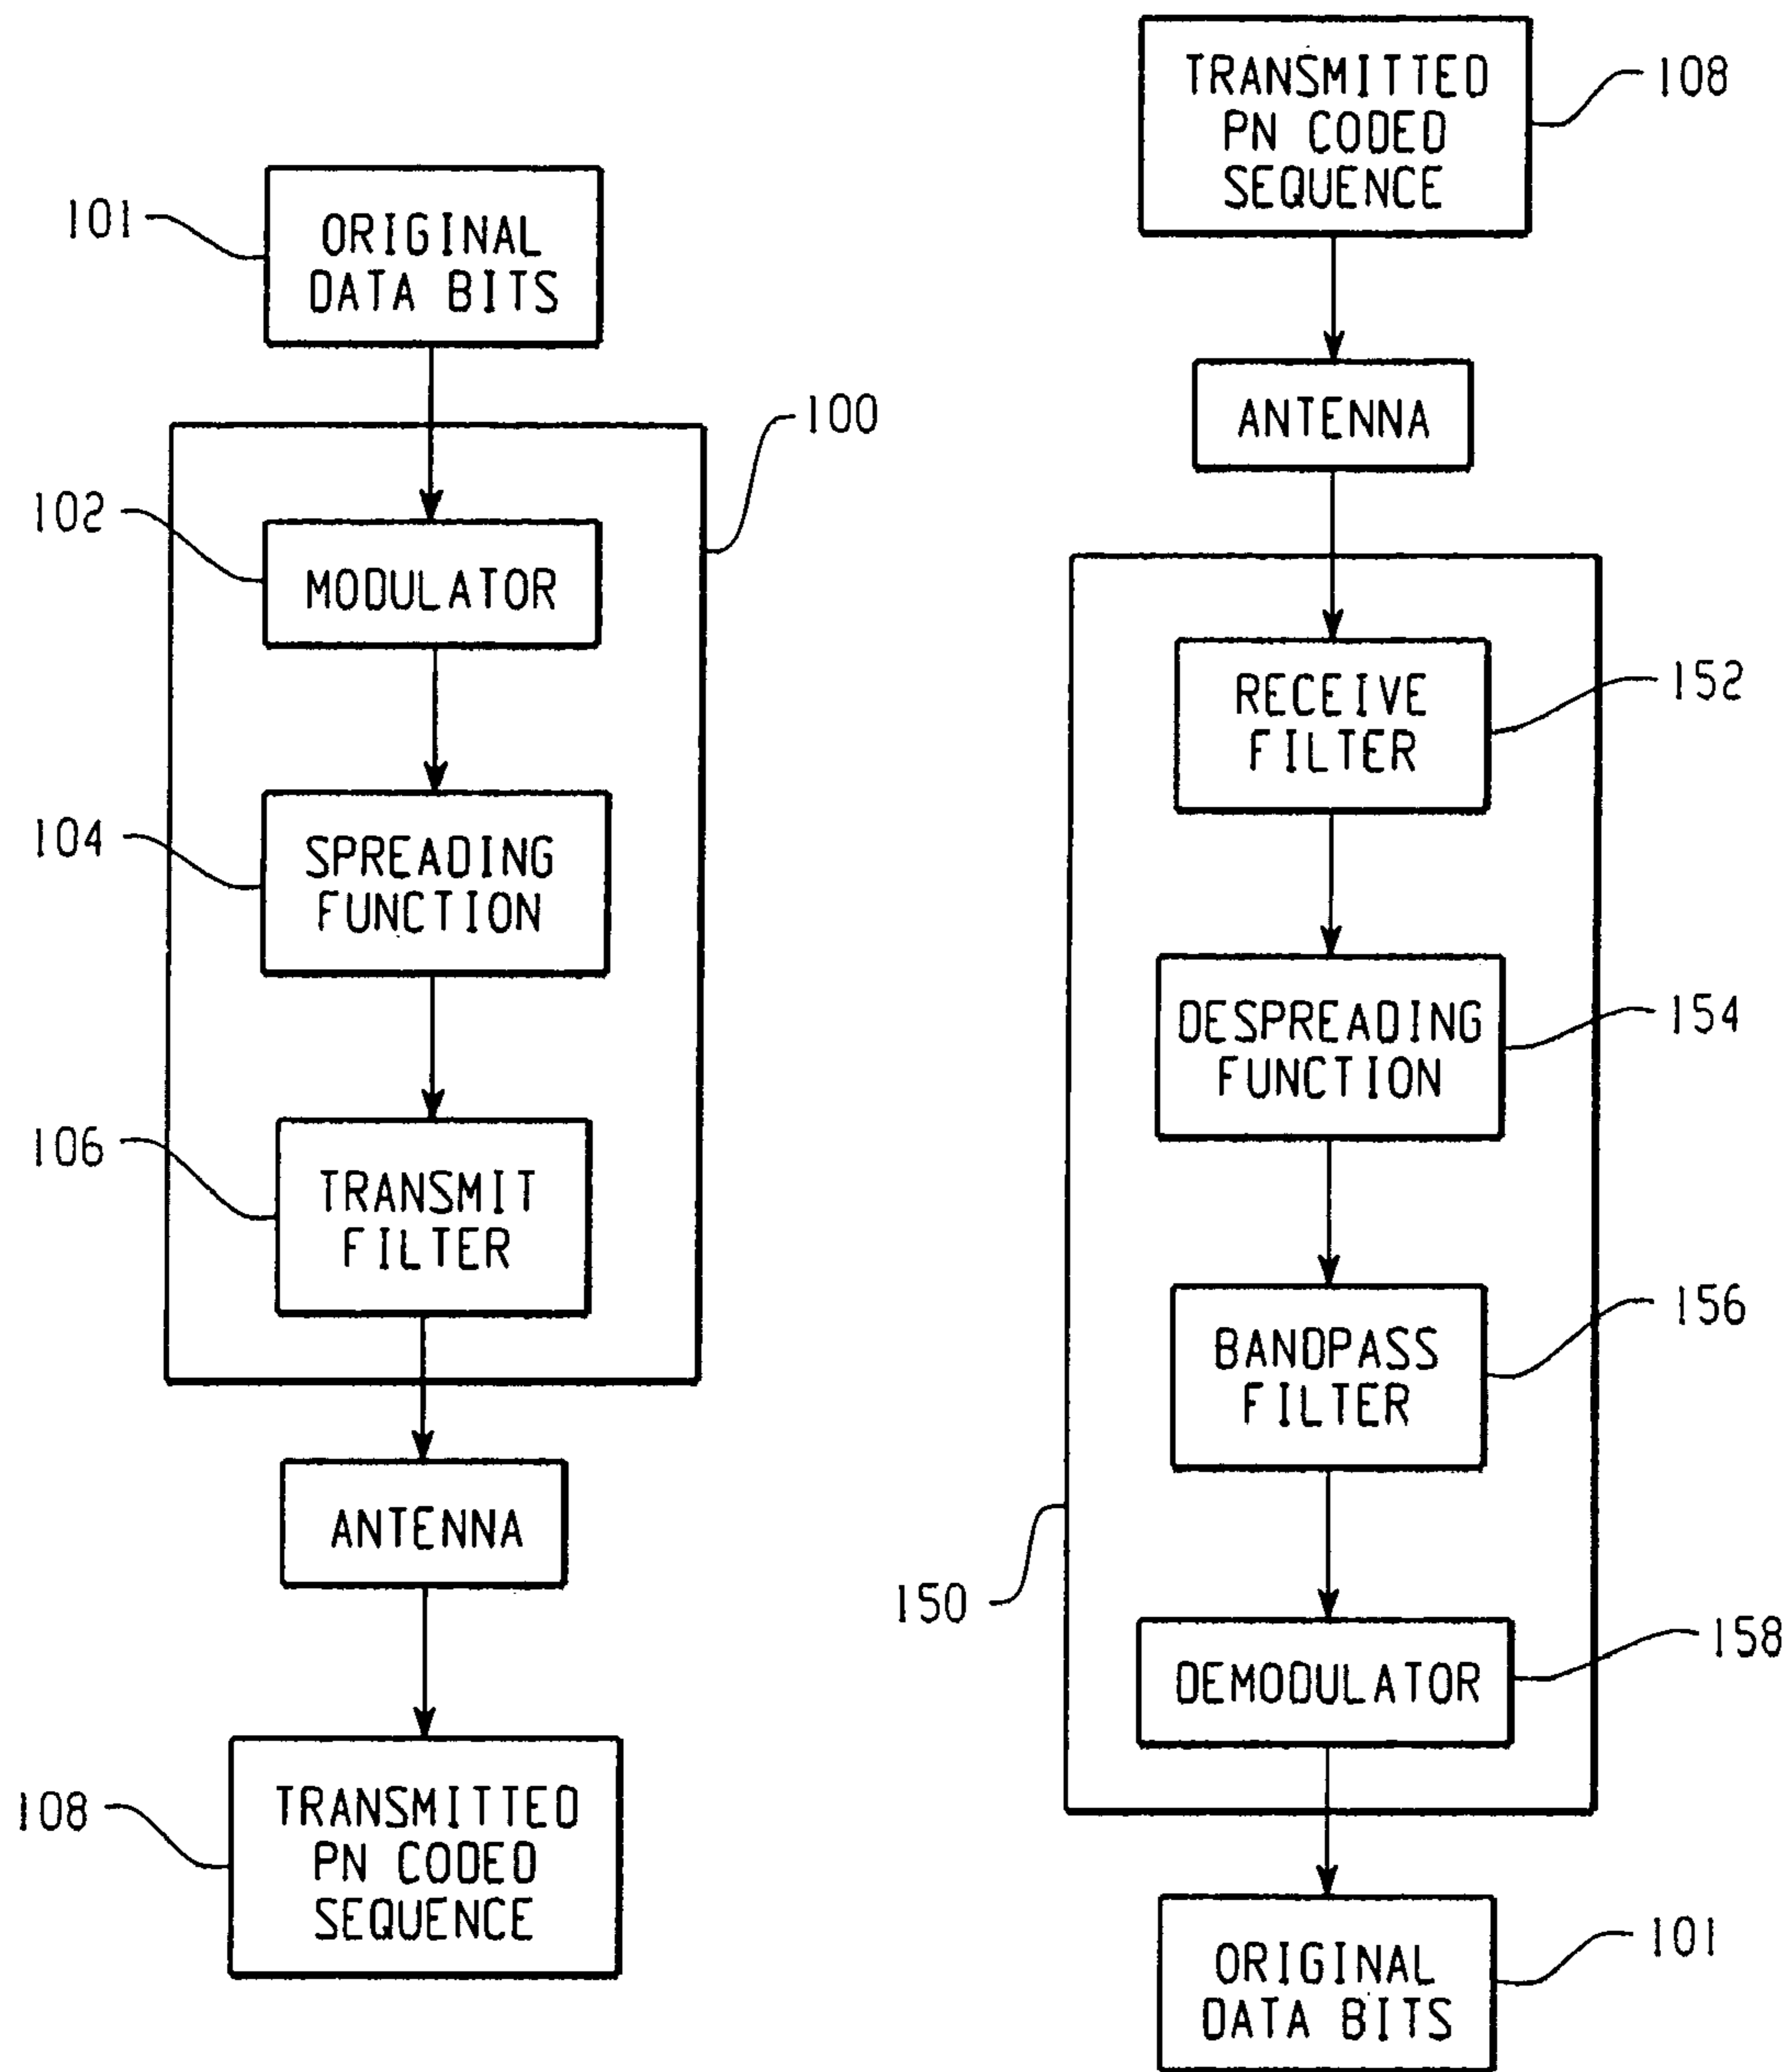 101
ORIGINAL
DATA BITS
100
102
MODULATOR
104
SPREADING
FUNCTION
106
TRANSMIT
FILTER
ANTENNA
108
TRANSMITTED
PN CODED
SEQUENCE
TRANSMITTED
PN CODED
SEQUENCE
108
ANTENNA
RECEIVE
FILTER
152
DESPREADING
FUNCTION
154
BANDPASS
FILTER
156
150
DEMODULATOR
158
ORIGINAL
DATA BITS
101